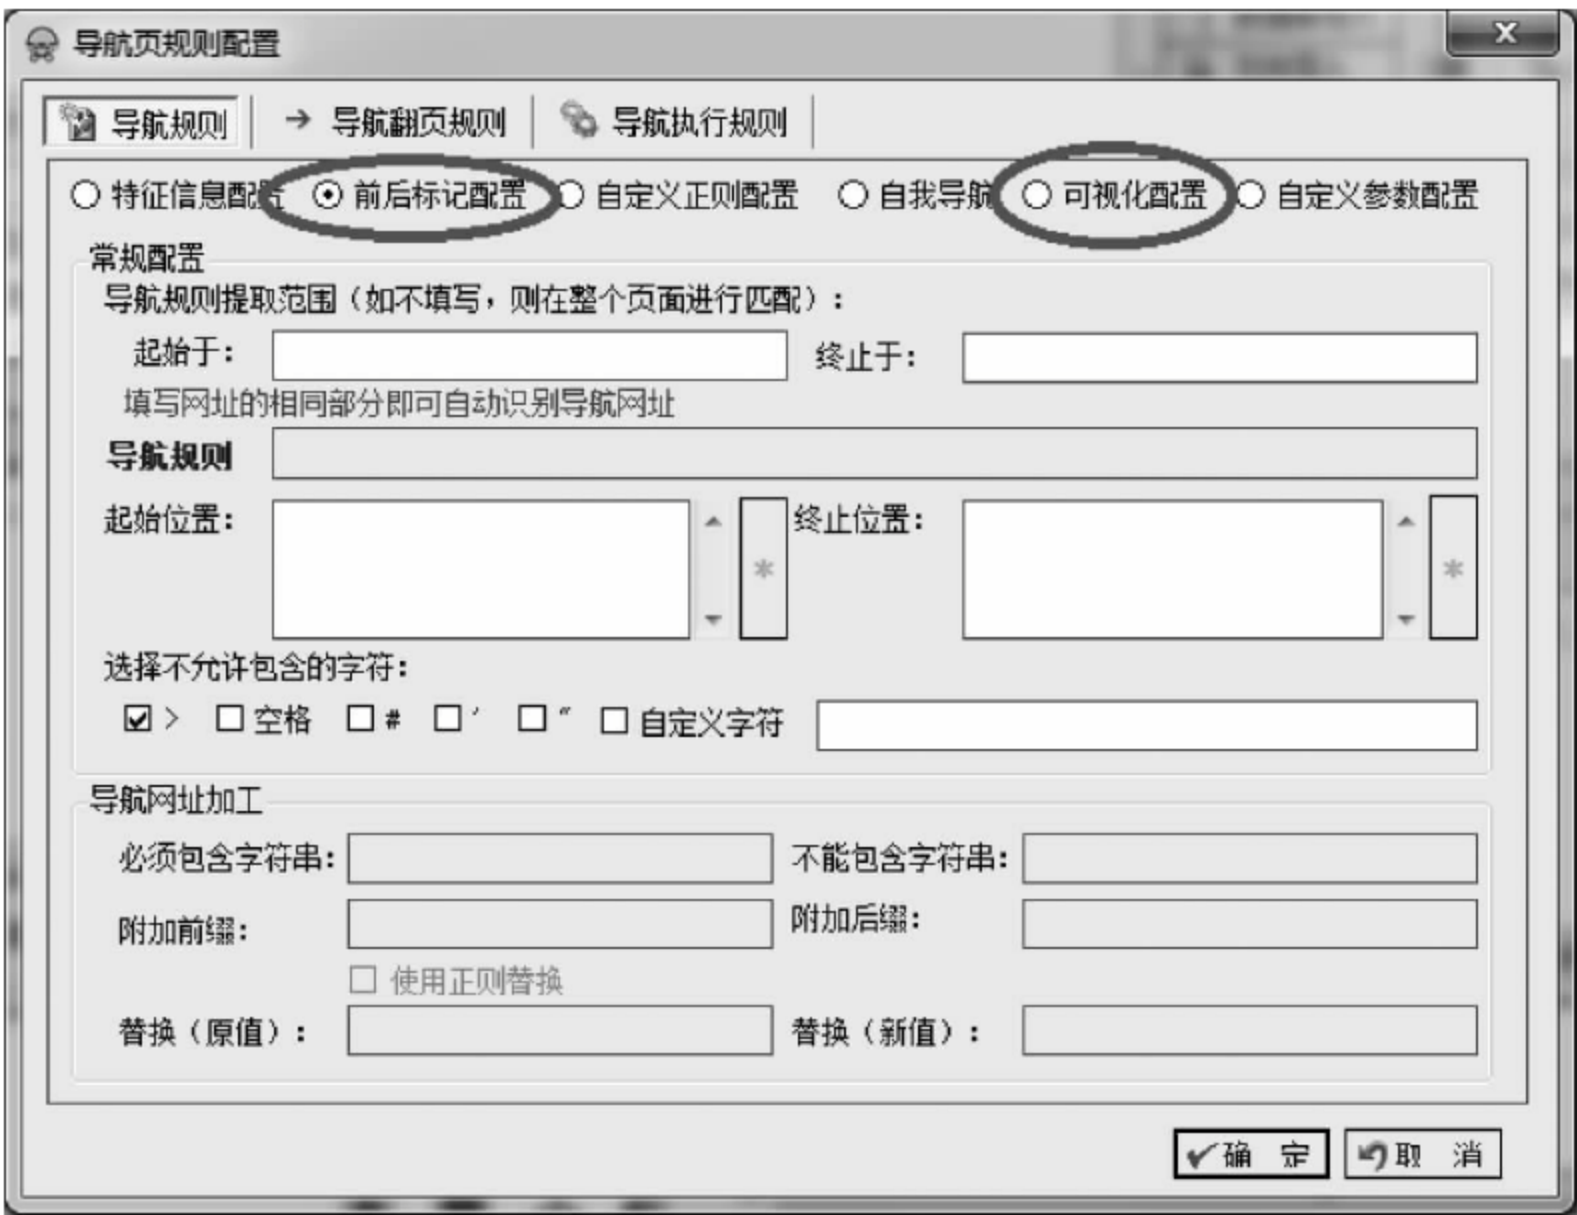 导航页规则配置
x
导航规则 → 导航翻页规则 导航执行规则
特征信息配置 前后标记配置 自定义正则配置 自我导航 可视化配置 自定义参数配置
常规配置
导航规则提取范围（如不填写，则在整个页面进行匹配）：
起始于： 终止于：
填写网址的相同部分即可自动识别导航网址
导航规则
起始位置： * 终止位置： *
选择不允许包含的字符：
> 空格 # ' " 自定义字符
导航网址加工
必须包含字符串： 不能包含字符串：
附加前缀： 附加后缀：
使用正则替换
替换（原值）： 替换（新值）：
确 定 取 消